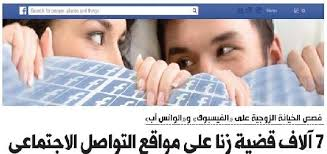 Search for people, places and things
قصص الخيانة الزوجية على «الفيسبوك» و«الواتس آب»
7 آلاف قضية زنا على مواقع التواصل الاجتماعى